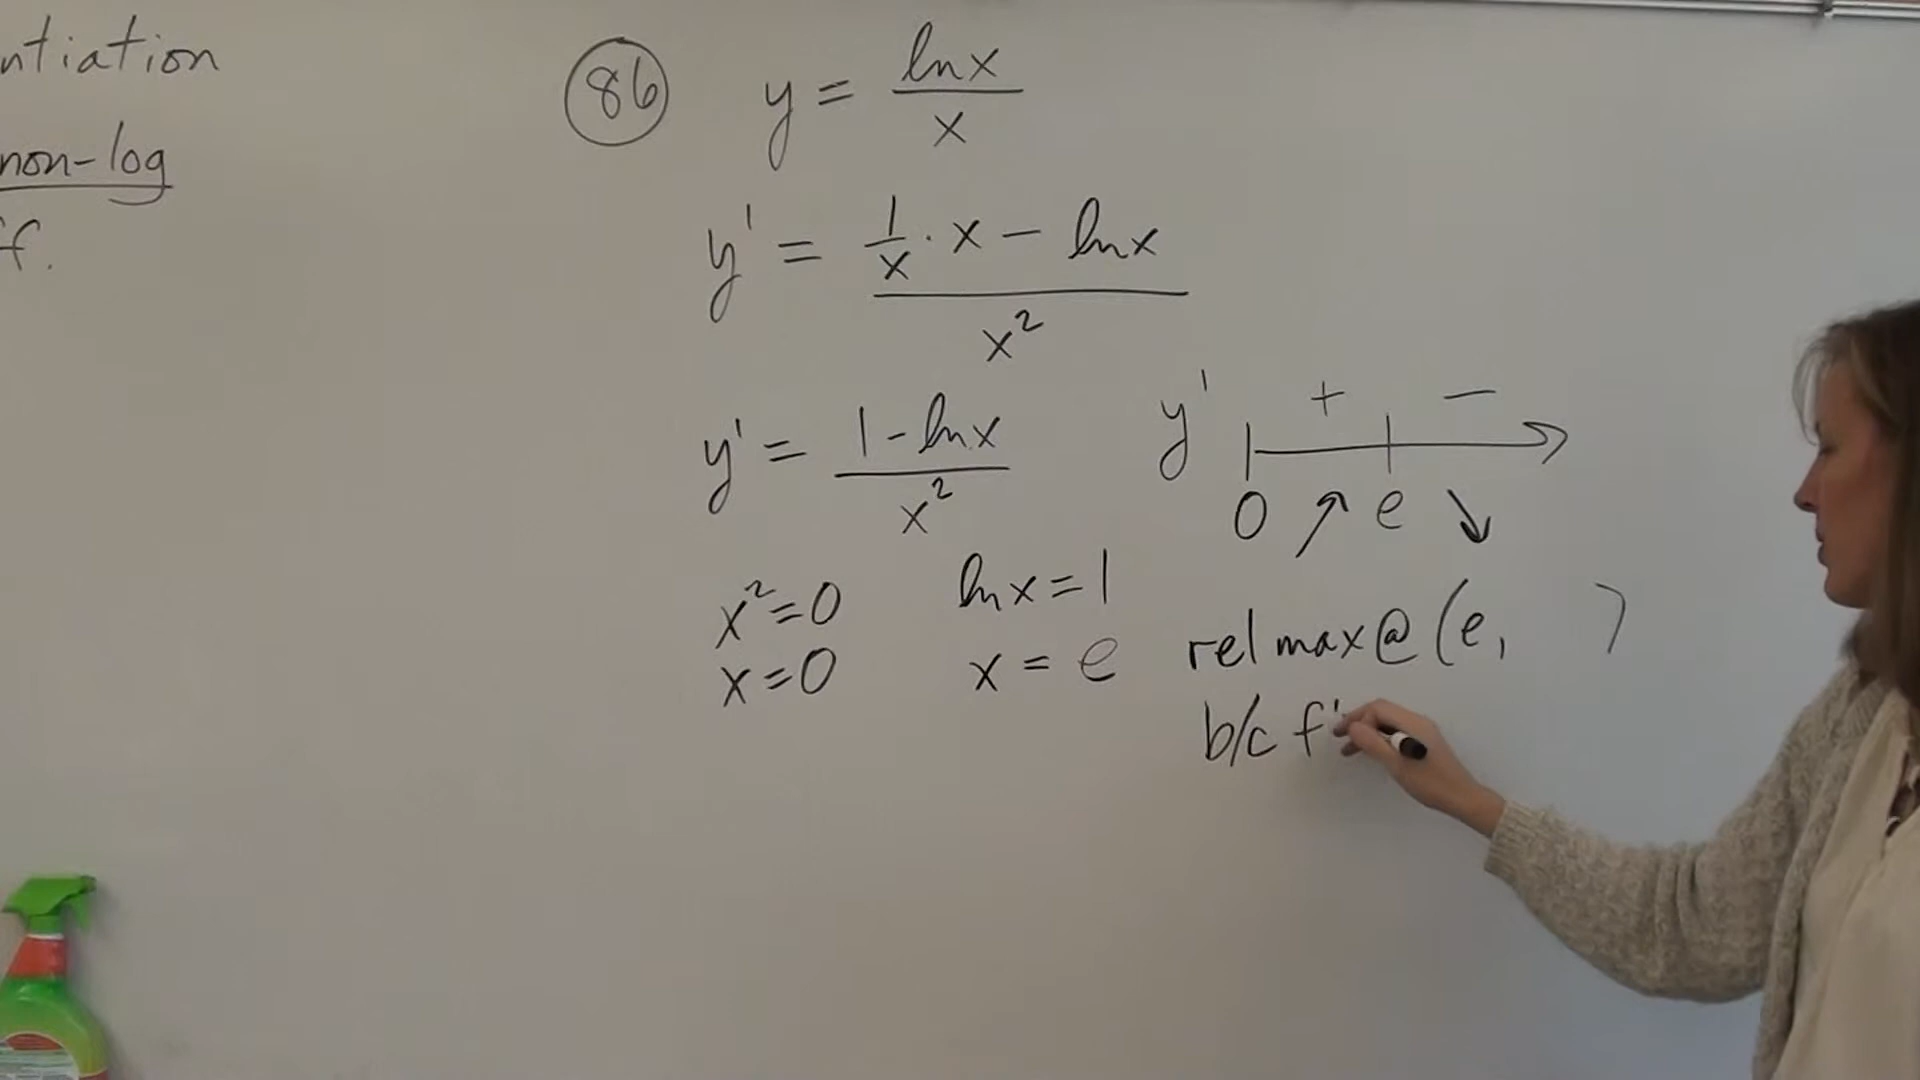 ntiation
non-log
f.
86 y = ln x / x
y' = 1/x · x - ln x / x²
y' = 1 - ln x / x²
y' + -
0 ↗ e ↘
x² = 0
x = 0
ln x = 1
x = e
rel max @ (e, )
b/c f'